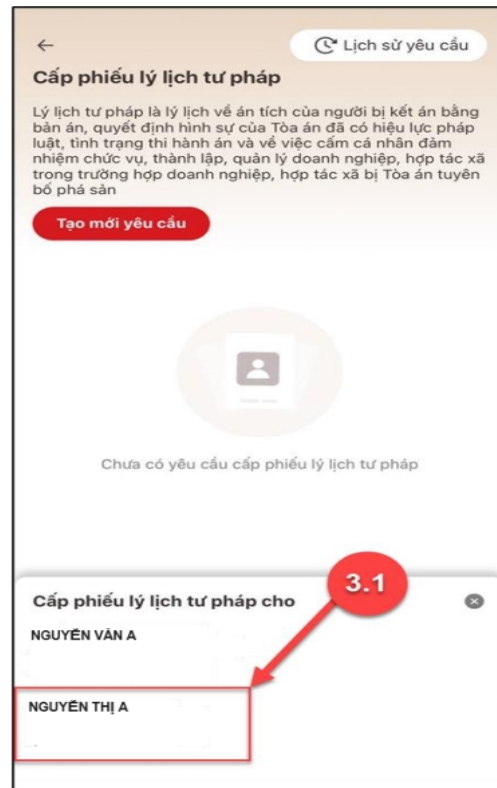 Lịch sử yêu cầu
Cấp phiếu lý lịch tư pháp
Lý lịch tư pháp là lý lịch về án tích của người bị kết án bằng
bản án, quyết định hình sự của Tòa án đã có hiệu lực pháp
luật, tình trạng thi hành án và về việc cấm cá nhân đảm
nhiệm chức vụ, thành lập, quản lý doanh nghiệp, hợp tác xã
trong trường hợp doanh nghiệp, hợp tác xã bị Tòa án tuyên
bố phá sản
Tạo mới yêu cầu
Chưa có yêu cầu cấp phiếu lý lịch tư pháp
3.1
Cấp phiếu lý lịch tư pháp cho
NGUYỄN VĂN A
NGUYỄN THỊ A